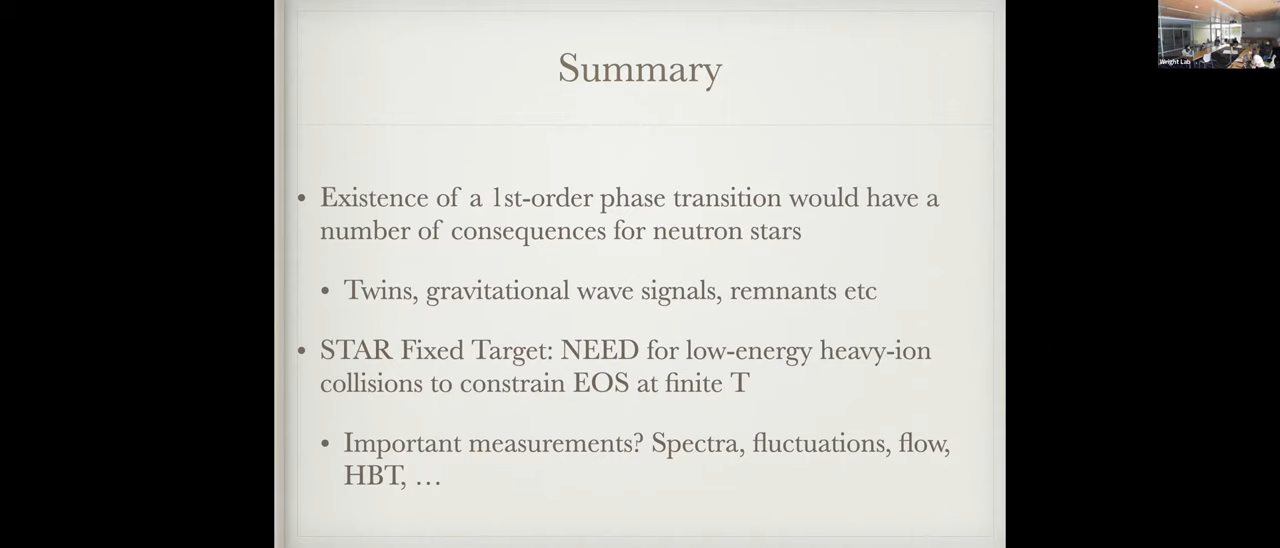 Summary
Wright Lab
• Existence of a 1st-order phase transition would have a
number of consequences for neutron stars
• Twins, gravitational wave signals, remnants etc
• STAR Fixed Target: NEED for low-energy heavy-ion
collisions to constrain EOS at finite T
• Important measurements? Spectra, fluctuations, flow,
HBT, …